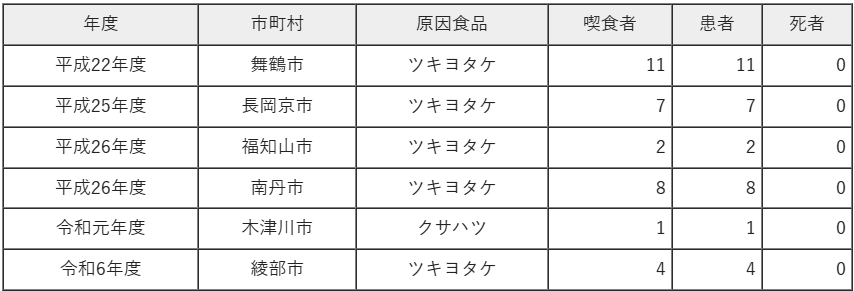 年度 市町村 原因食品 喫食者 患者 死者
平成22年度 舞鶴市 ツキヨタケ 11 11 0
平成25年度 長岡京市 ツキヨタケ 7 7 0
平成26年度 福知山市 ツキヨタケ 2 2 0
平成26年度 南丹市 ツキヨタケ 8 8 0
令和元年度 木津川市 クサハツ 1 1 0
令和6年度 綾部市 ツキヨタケ 4 4 0